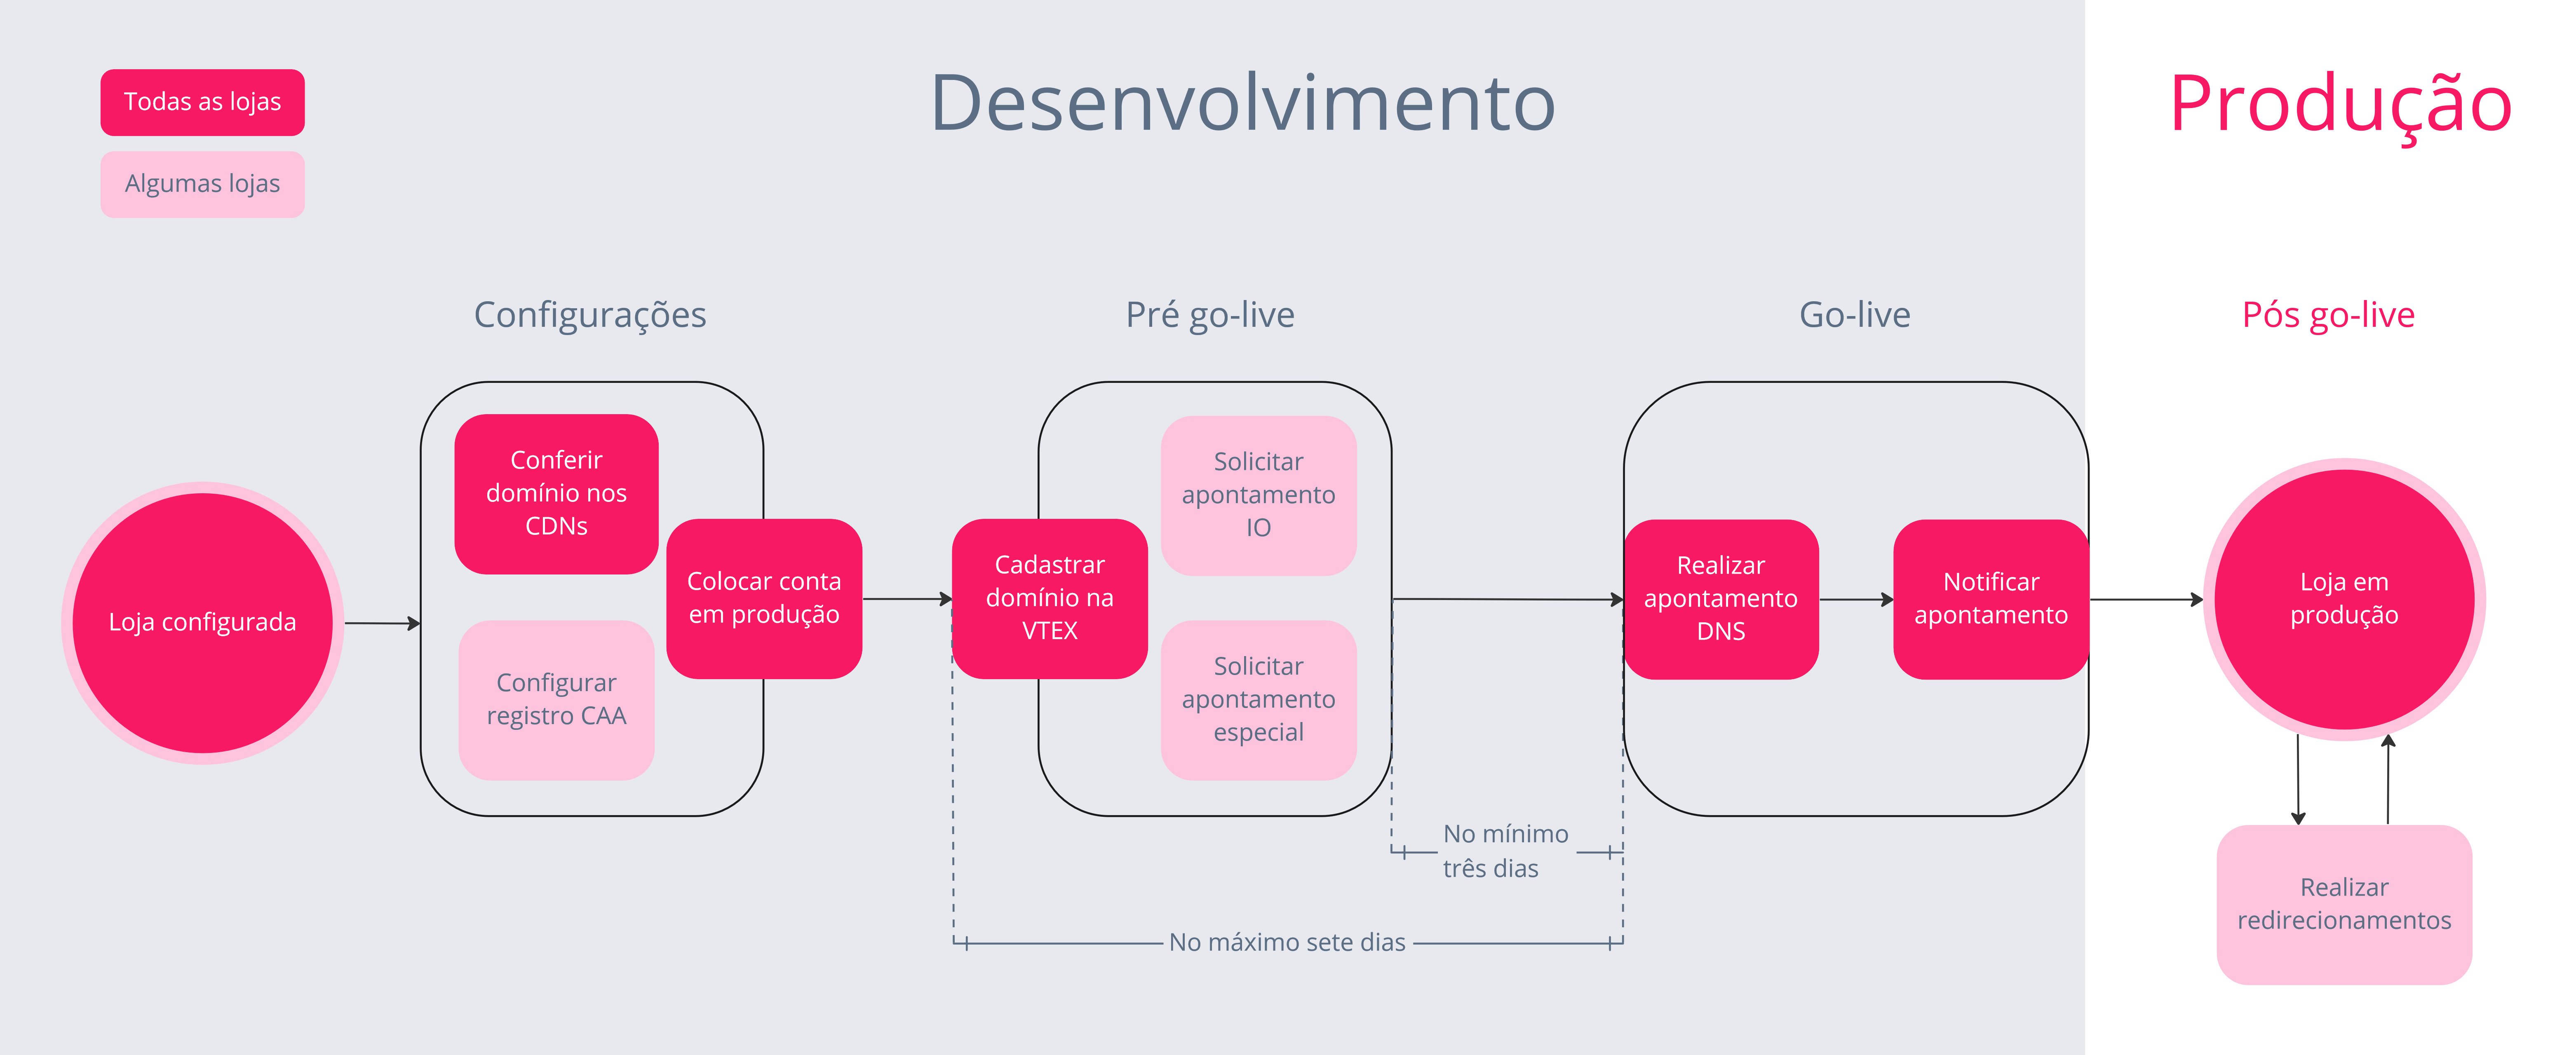 Todas as lojas
Algumas lojas
Desenvolvimento
Produção
Configurações
Pré go-live
Go-live
Pós go-live
Loja configurada
Conferir
domínio nos
CDNs
Configurar
registro CAA
Colocar conta
em produção
Cadastrar
domínio na
VTEX
Solicitar
apontamento
IO
Solicitar
apontamento
especial
No mínimo
três dias
No máximo sete dias
Realizar
apontamento
DNS
Notificar
apontamento
Loja em
produção
Realizar
redirecionamentos